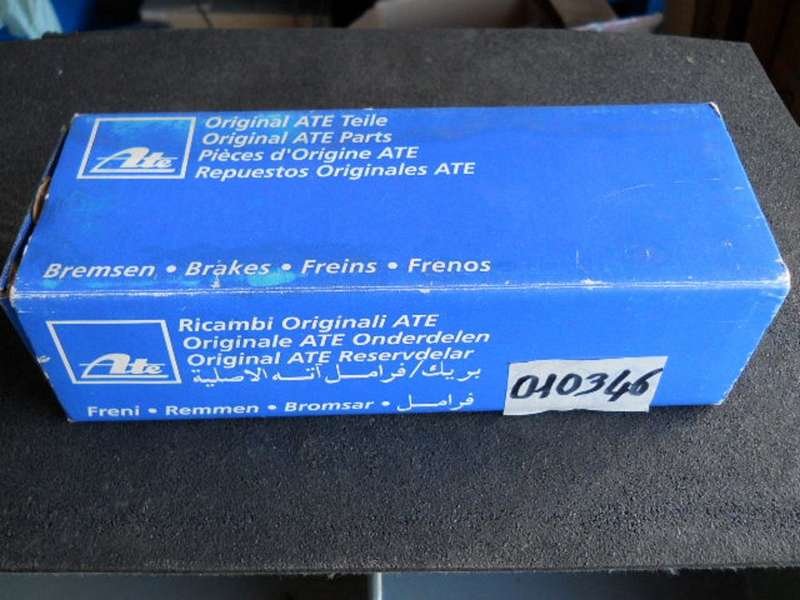 Ate
Original ATE Teile
Original ATE Parts
Pièces d'Origine ATE
Repuestos Originales ATE
Bremsen • Brakes • Freins • Frenos
Ate
Ricambi Originali ATE
Originale ATE Onderdelen
Original ATE Reservdelar
بريك/فرامل آته الاصلية
Freni • Remmen • Bromsar • فرامل
010346